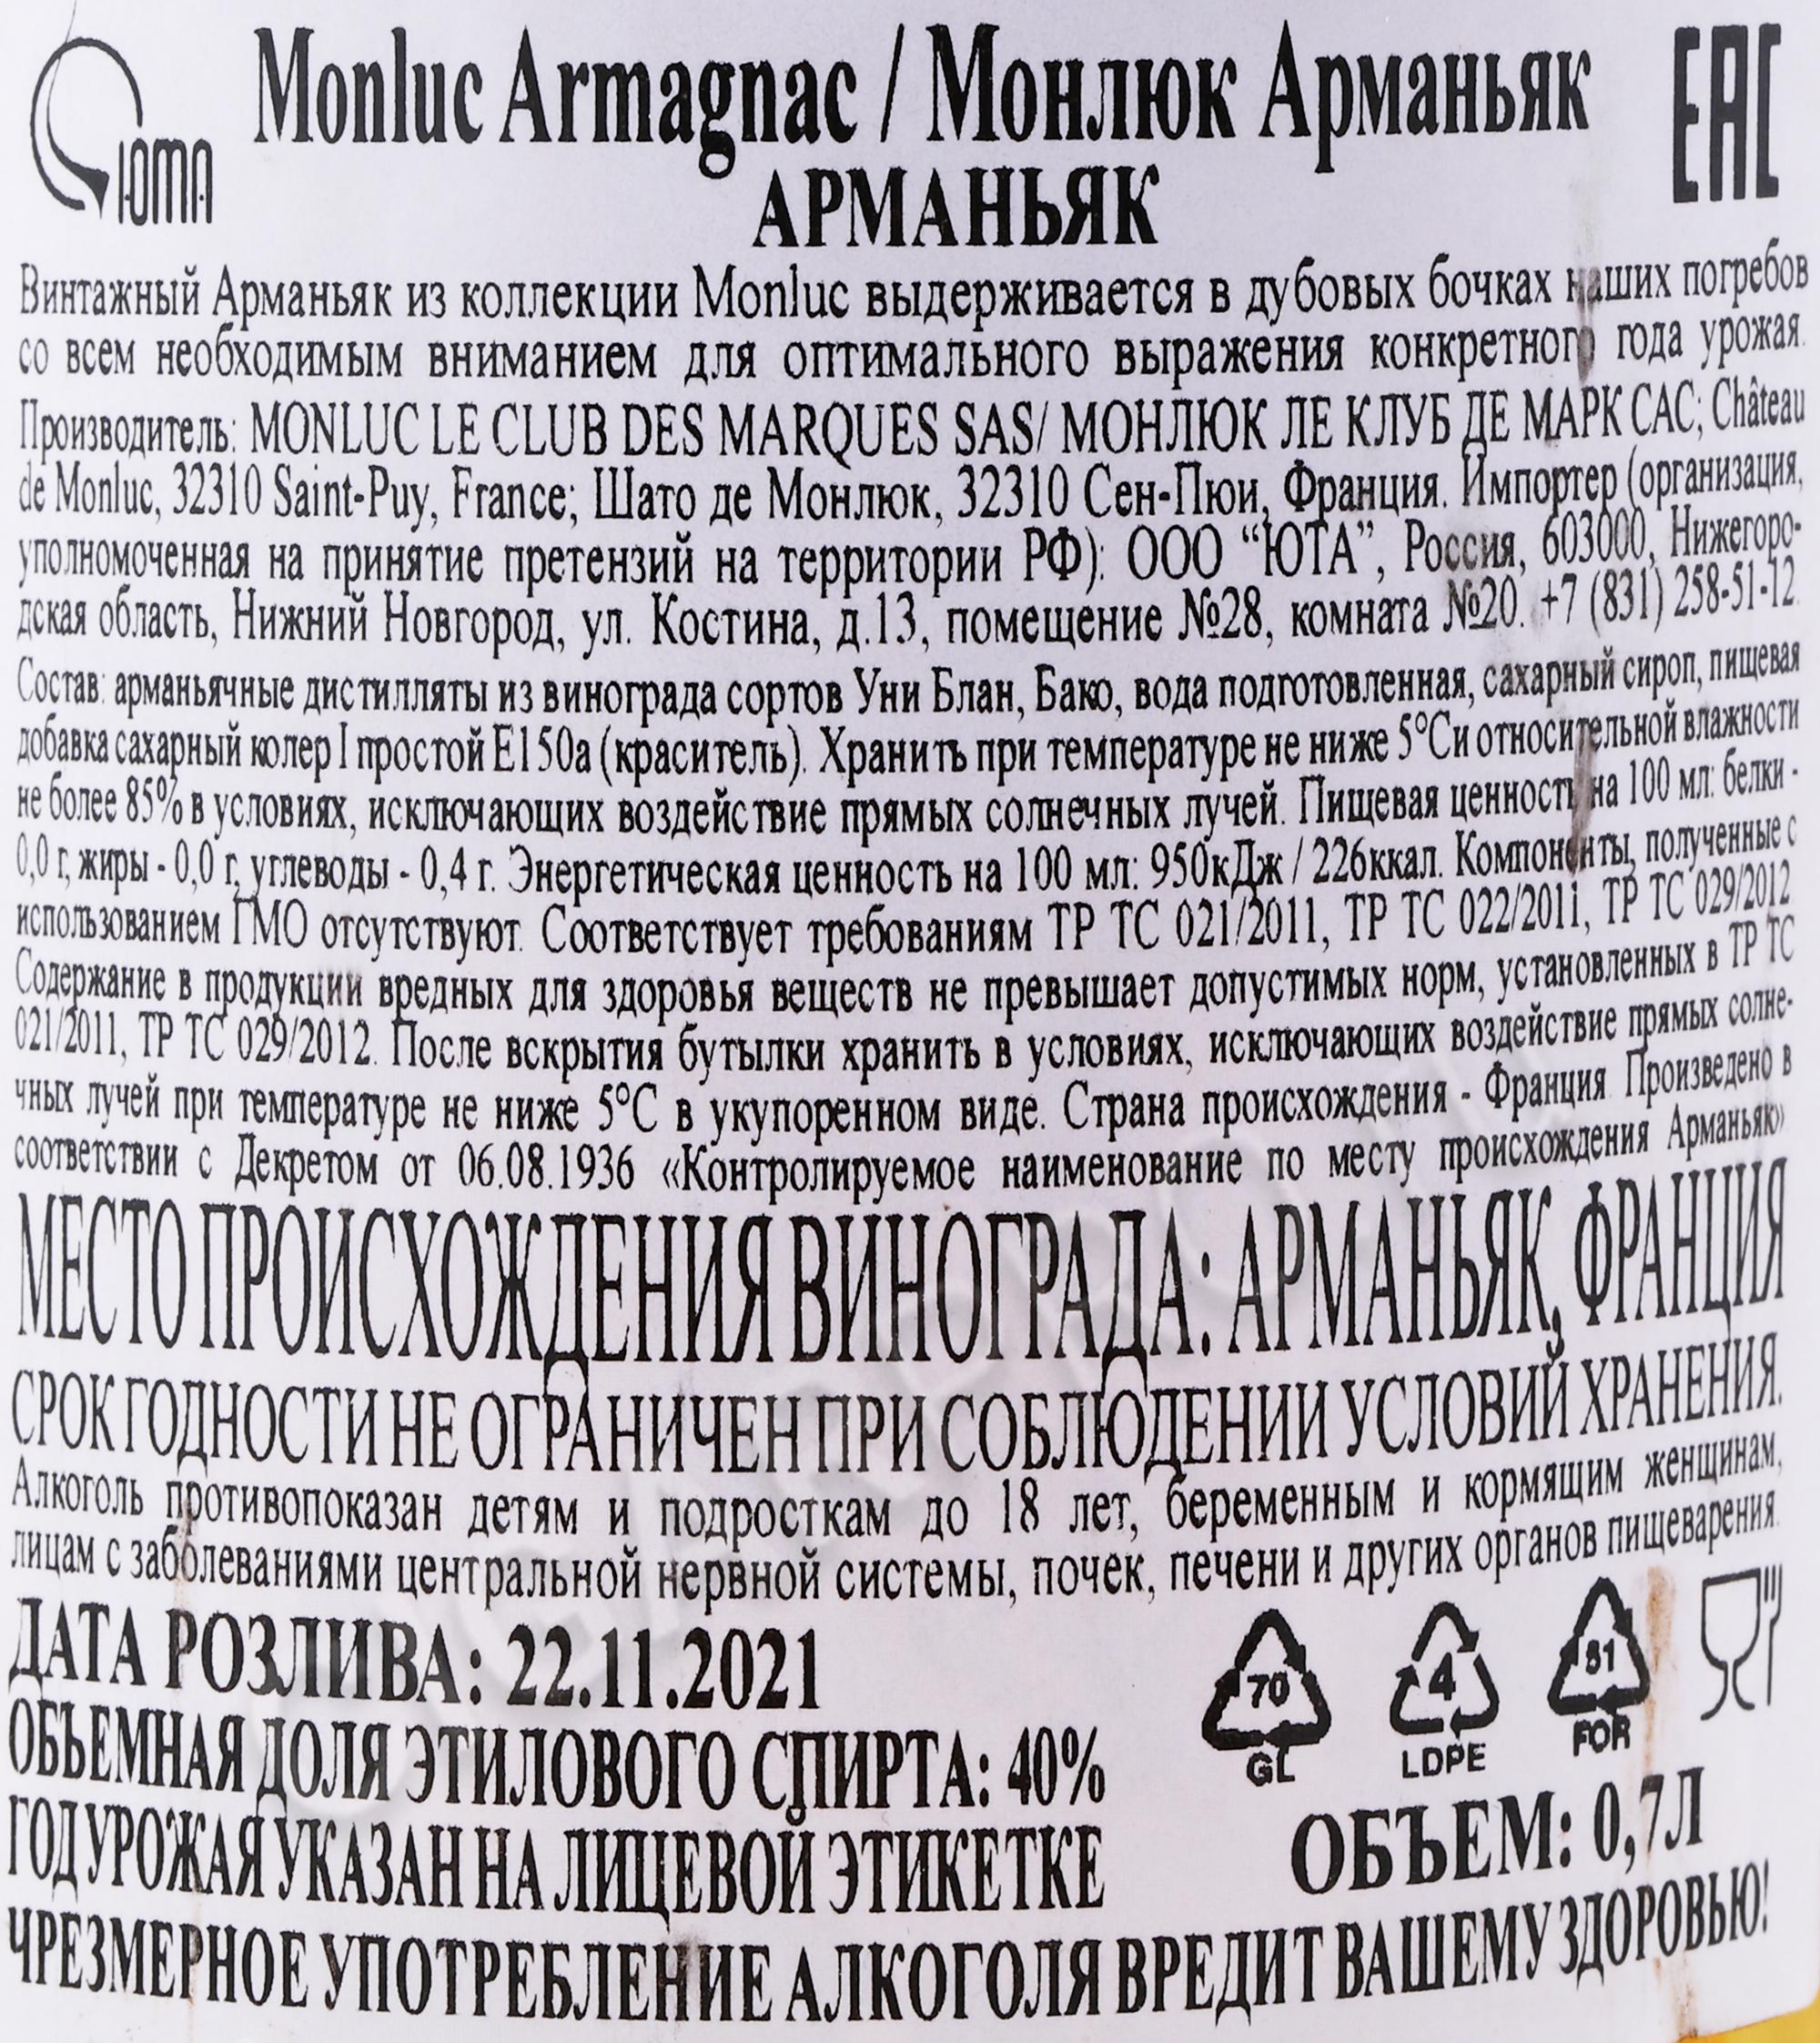 ЮТА
Monluc Armagnac / Монлюк Арманьяк
EAC
АРМАНЬЯК
Винтажный Арманьяк из коллекции Monluc выдерживается в дубовых бочках наших погребов
со всем необходимым вниманием для оптимального выражения конкретного года урожая.
Производитель: MONLUC LE CLUB DES MARQUES SAS/ МОНЛЮК ЛЕ КЛУБ ДЕ МАРК САС; Château
de Monluc, 32310 Saint-Puy, France; Шато де Монлюк, 32310 Сен-Пюи, Франция. Импортер (организация,
уполномоченная на принятие претензий на территории РФ): ООО “ЮТА”, Россия, 603000, Нижегоро-
дская область, Нижний Новгород, ул. Костина, д.13, помещение №28, комната №20. +7 (831) 258-51-12.
Состав: арманьячные дистилляты из винограда сортов Уни Блан, Бако, вода подготовленная, сахарный сироп, пищевая
добавка сахарный колер I простой Е150а (краситель). Хранить при температуре не ниже 5°С и относительной влажности
не более 85% в условиях, исключающих воздействие прямых солнечных лучей. Пищевая ценность на 100 мл: белки -
0,0 г, жиры - 0,0 г, углеводы - 0,4 г. Энергетическая ценность на 100 мл: 950кДж / 226ккал. Компоненты, полученные с
использованием ГМО отсутствуют. Соответствует требованиям ТР ТС 021/2011, ТР ТС 022/2011, ТР ТС 029/2012
Содержание в продукции вредных для здоровья веществ не превышает допустимых норм, установленных в ТР ТС
021/2011, ТР ТС 029/2012. После вскрытия бутылки хранить в условиях, исключающих воздействие прямых солне-
чных лучей при температуре не ниже 5°С в укупоренном виде. Страна происхождения - Франция. Произведено в
соответствии с Декретом от 06.08.1936 «Контролируемое наименование по месту происхождения Арманьяк»
МЕСТО ПРОИСХОЖДЕНИЯ ВИНОГРАДА: АРМАНЬЯК, ФРАНЦИЯ
СРОК ГОДНОСТИ НЕ ОГРАНИЧЕН ПРИ СОБЛЮДЕНИИ УСЛОВИЙ ХРАНЕНИЯ.
Алкоголь противопоказан детям и подросткам до 18 лет, беременным и кормящим женщинам,
лицам с заболеваниями центральной нервной системы, почек, печени и других органов пищеварения.
ДАТА РОЗЛИВА: 22.11.2021
70
GL
4
LDPE
81
FOR
ОБЪЕМНАЯ ДОЛЯ ЭТИЛОВОГО СПИРТА: 40%
ОБЪЕМ: 0,7Л
ГОД УРОЖАЯ УКАЗАН НА ЛИЦЕВОЙ ЭТИКЕТКЕ
ЧРЕЗМЕРНОЕ УПОТРЕБЛЕНИЕ АЛКОГОЛЯ ВРЕДИТ ВАШЕМУ ЗДОРОВЬЮ!